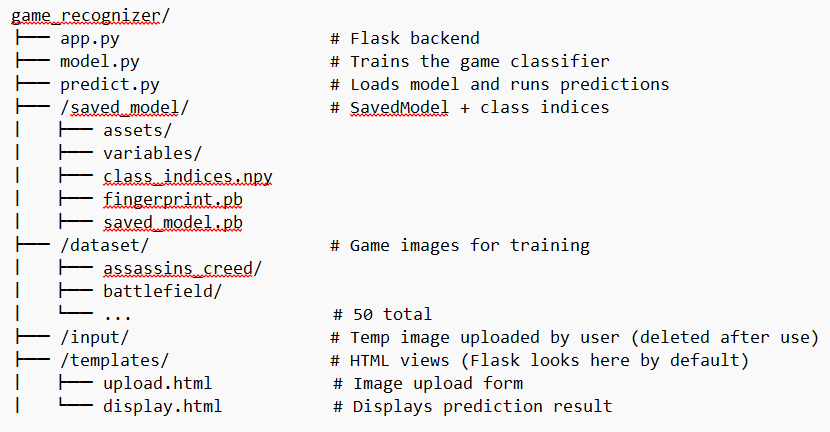 game_recognizer/
├── app.py                    # Flask backend
├── model.py                  # Trains the game classifier
├── predict.py                # Loads model and runs predictions
├── /saved_model/             # SavedModel + class indices
│   ├── assets/
│   ├── variables/
│   ├── class_indices.npy
│   ├── fingerprint.pb
│   ├── saved_model.pb
├── /dataset/                 # Game images for training
│   ├── assassins_creed/
│   ├── battlefield/
│   └── ...                   # 50 total
├── /input/                   # Temp image uploaded by user (deleted after use)
├── /templates/               # HTML views (Flask looks here by default)
│   ├── upload.html           # Image upload form
│   └── display.html          # Displays prediction result